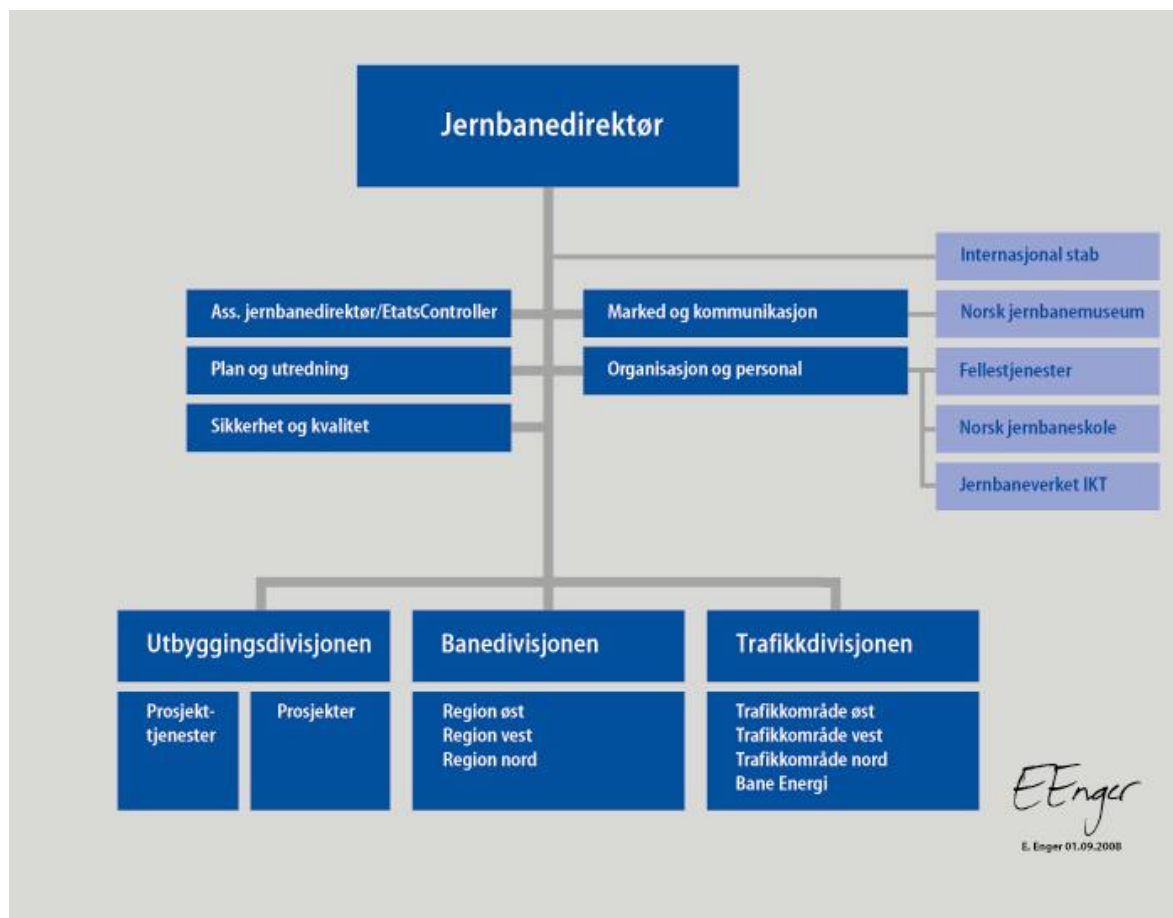 Jernbanedirektør
Internasjonal stab
Ass. jernbanedirektør/EtatsController
Marked og kommunikasjon
Norsk jernbanemuseum
Plan og utredning
Organisasjon og personal
Fellestjenester
Sikkerhet og kvalitet
Norsk jernbaneskole
Jernbaneverket IKT
Utbyggingsdivisjonen
Prosjekt-
tjenester
Prosjekter
Banedivisjonen
Region øst
Region vest
Region nord
Trafikkdivisjonen
Trafikkområde øst
Trafikkområde vest
Trafikkområde nord
Bane Energi
EEnger
E. Enger 01.09.2008